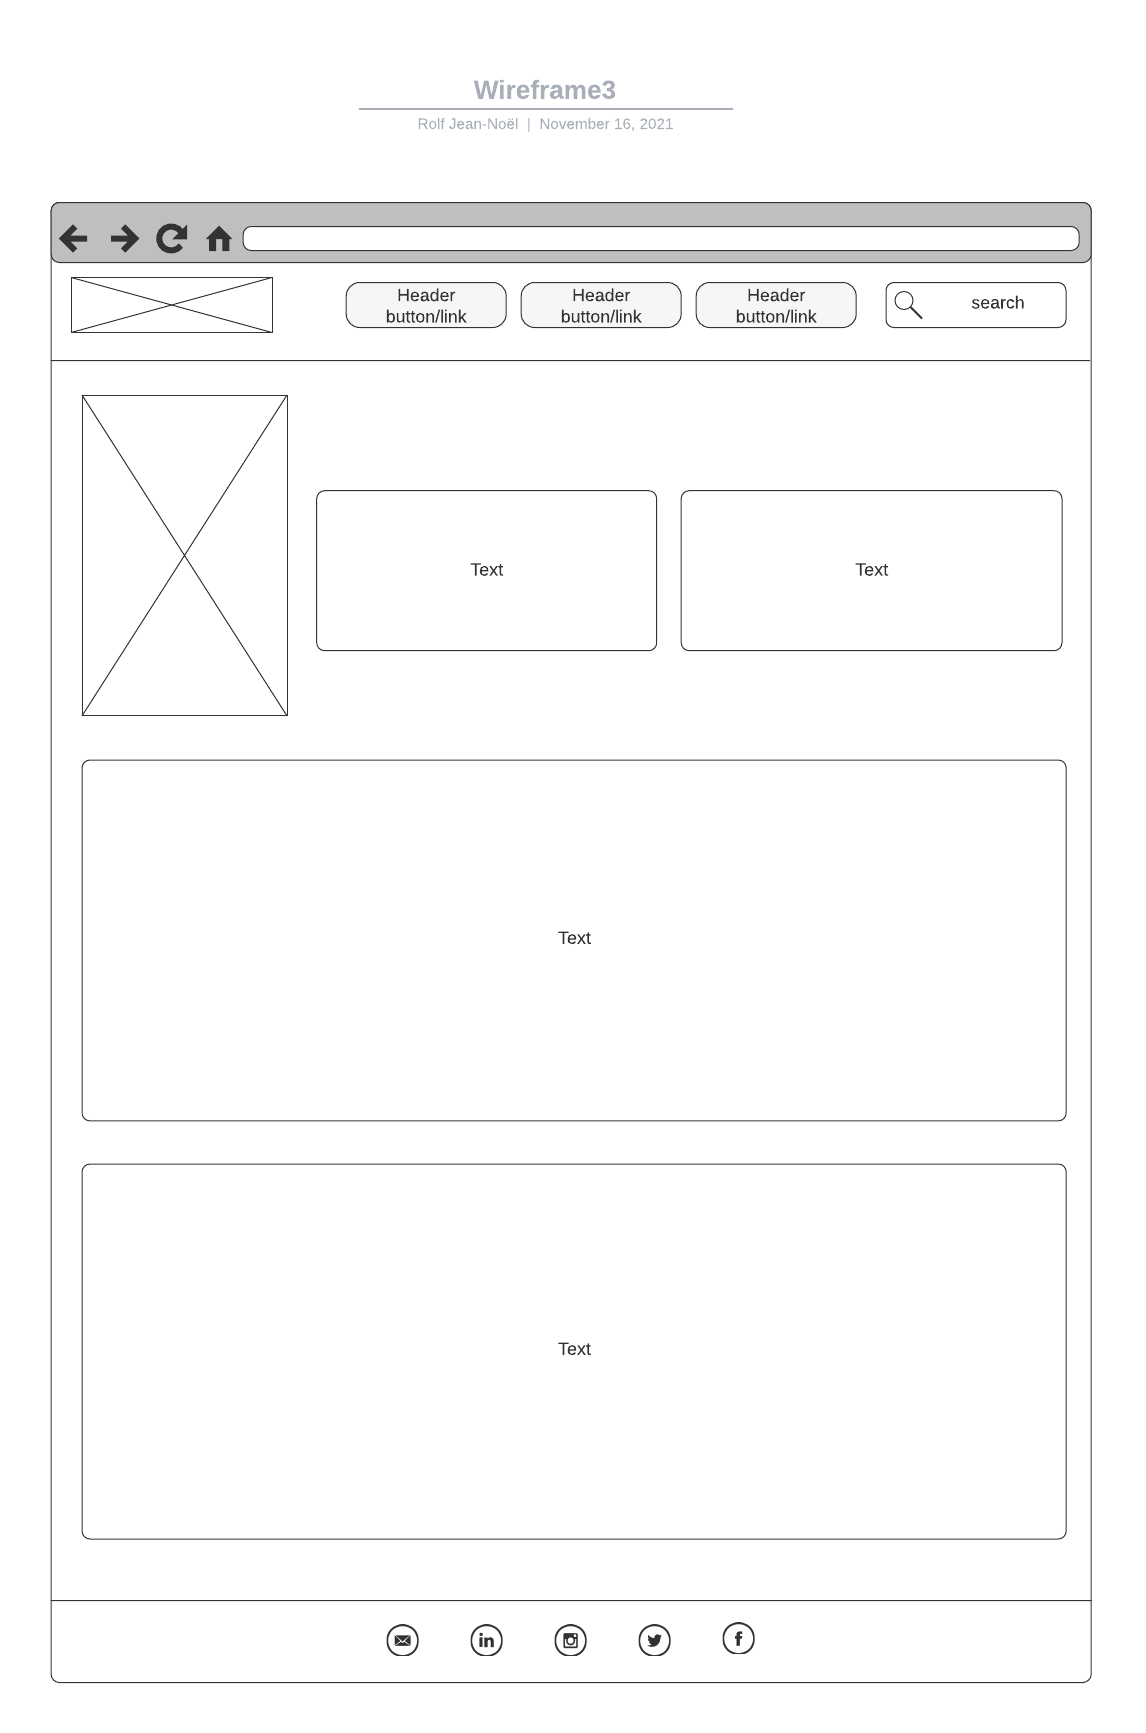 Wireframe3
Rolf Jean-Noël | November 16, 2021
Header
button/link
Header
button/link
Header
button/link
search
Text
Text
Text
Text